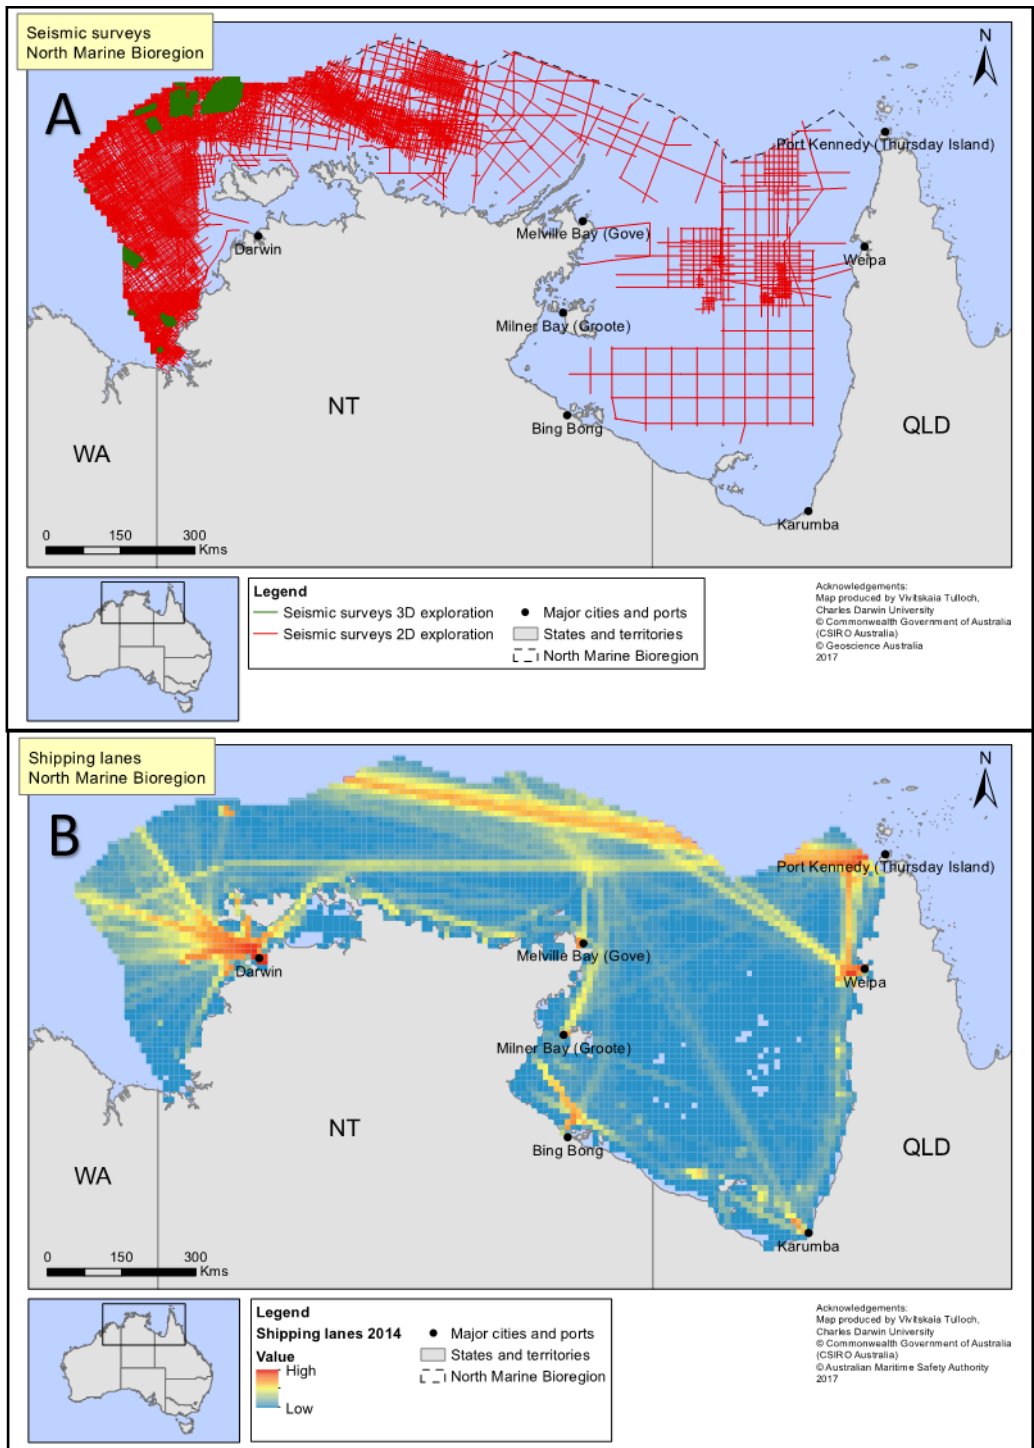 Seismic surveys
North Marine Bioregion
N
A
Port Kennedy (Thursday Island)
Melville Bay (Gove)
Darwin
Weipa
Milner Bay (Groote)
NT
Bing Bong
QLD
WA
Karumba
0 150 300
Kms
Legend
Seismic surveys 3D exploration
Seismic surveys 2D exploration
Major cities and ports
States and territories
North Marine Bioregion
Acknowledgements:
Map produced by Vivitskaia Tulloch,
Charles Darwin University
© Commonwealth Government of Australia
(CSIRO Australia)
© Geoscience Australia
2017
Shipping lanes
North Marine Bioregion
N
B
Port Kennedy (Thursday Island)
Melville Bay (Gove)
Darwin
Weipa
Milner Bay (Groote)
NT
Bing Bong
QLD
WA
Karumba
0 150 300
Kms
Legend
Shipping lanes 2014
Value
High
Low
Major cities and ports
States and territories
North Marine Bioregion
Acknowledgements:
Map produced by Vivitskaia Tulloch,
Charles Darwin University
© Commonwealth Government of Australia
(CSIRO Australia)
© Australian Maritime Safety Authority
2017